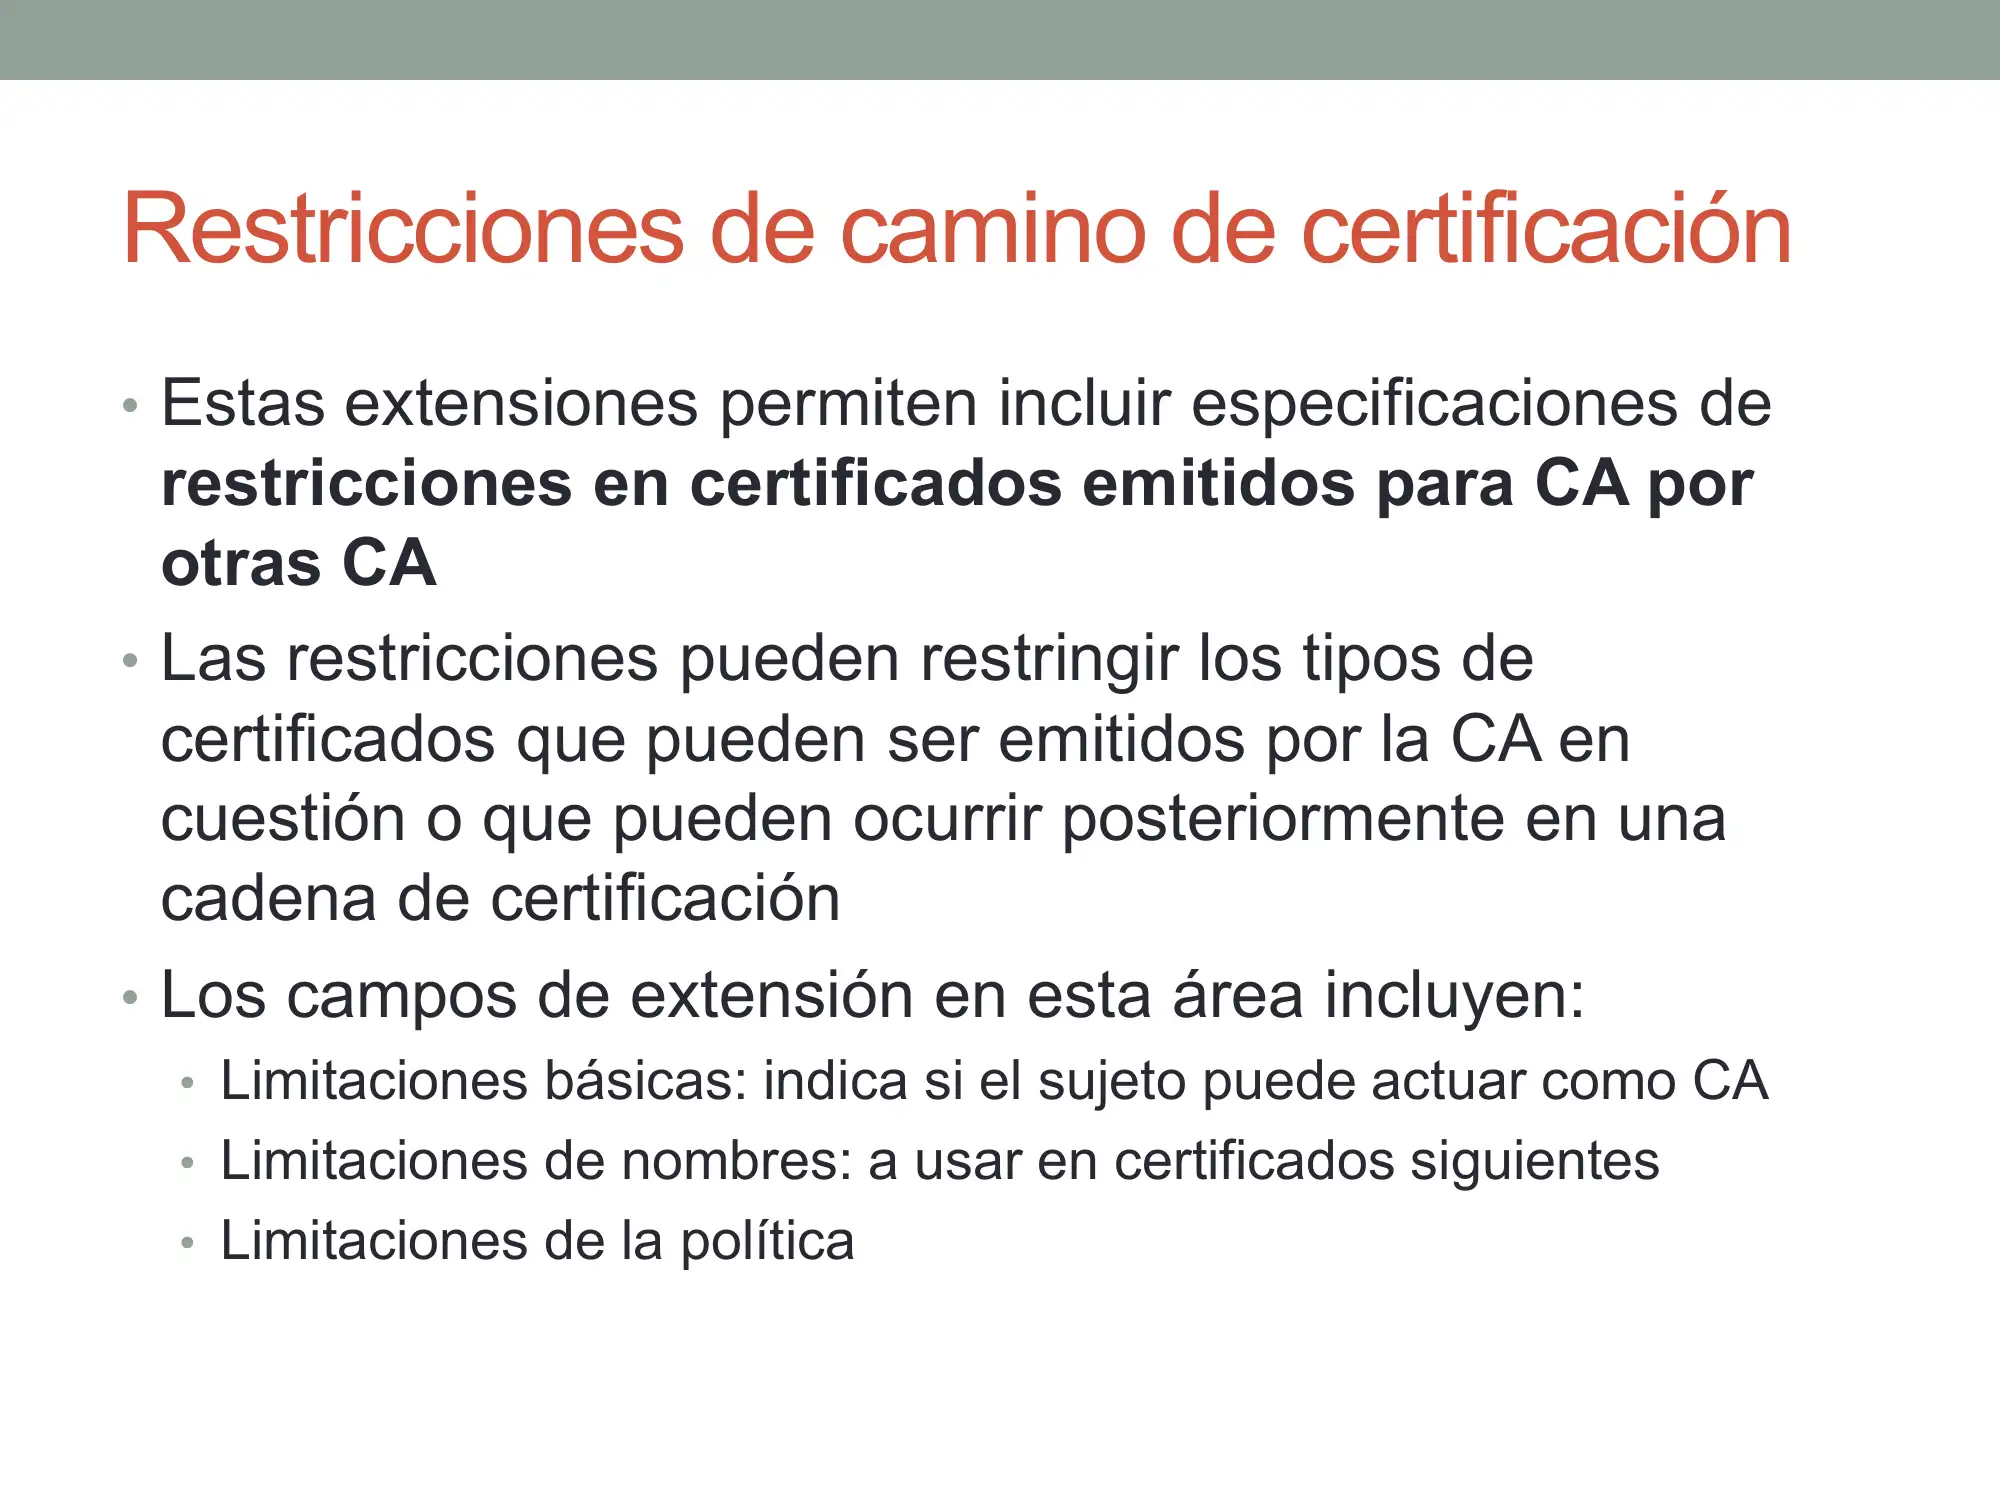 Restricciones de camino de certificación
• Estas extensiones permiten incluir especificaciones de
restricciones en certificados emitidos para CA por
otras CA
• Las restricciones pueden restringir los tipos de
certificados que pueden ser emitidos por la CA en
cuestión o que pueden ocurrir posteriormente en una
cadena de certificación
• Los campos de extensión en esta área incluyen:
• Limitaciones básicas: indica si el sujeto puede actuar como CA
• Limitaciones de nombres: a usar en certificados siguientes
• Limitaciones de la política